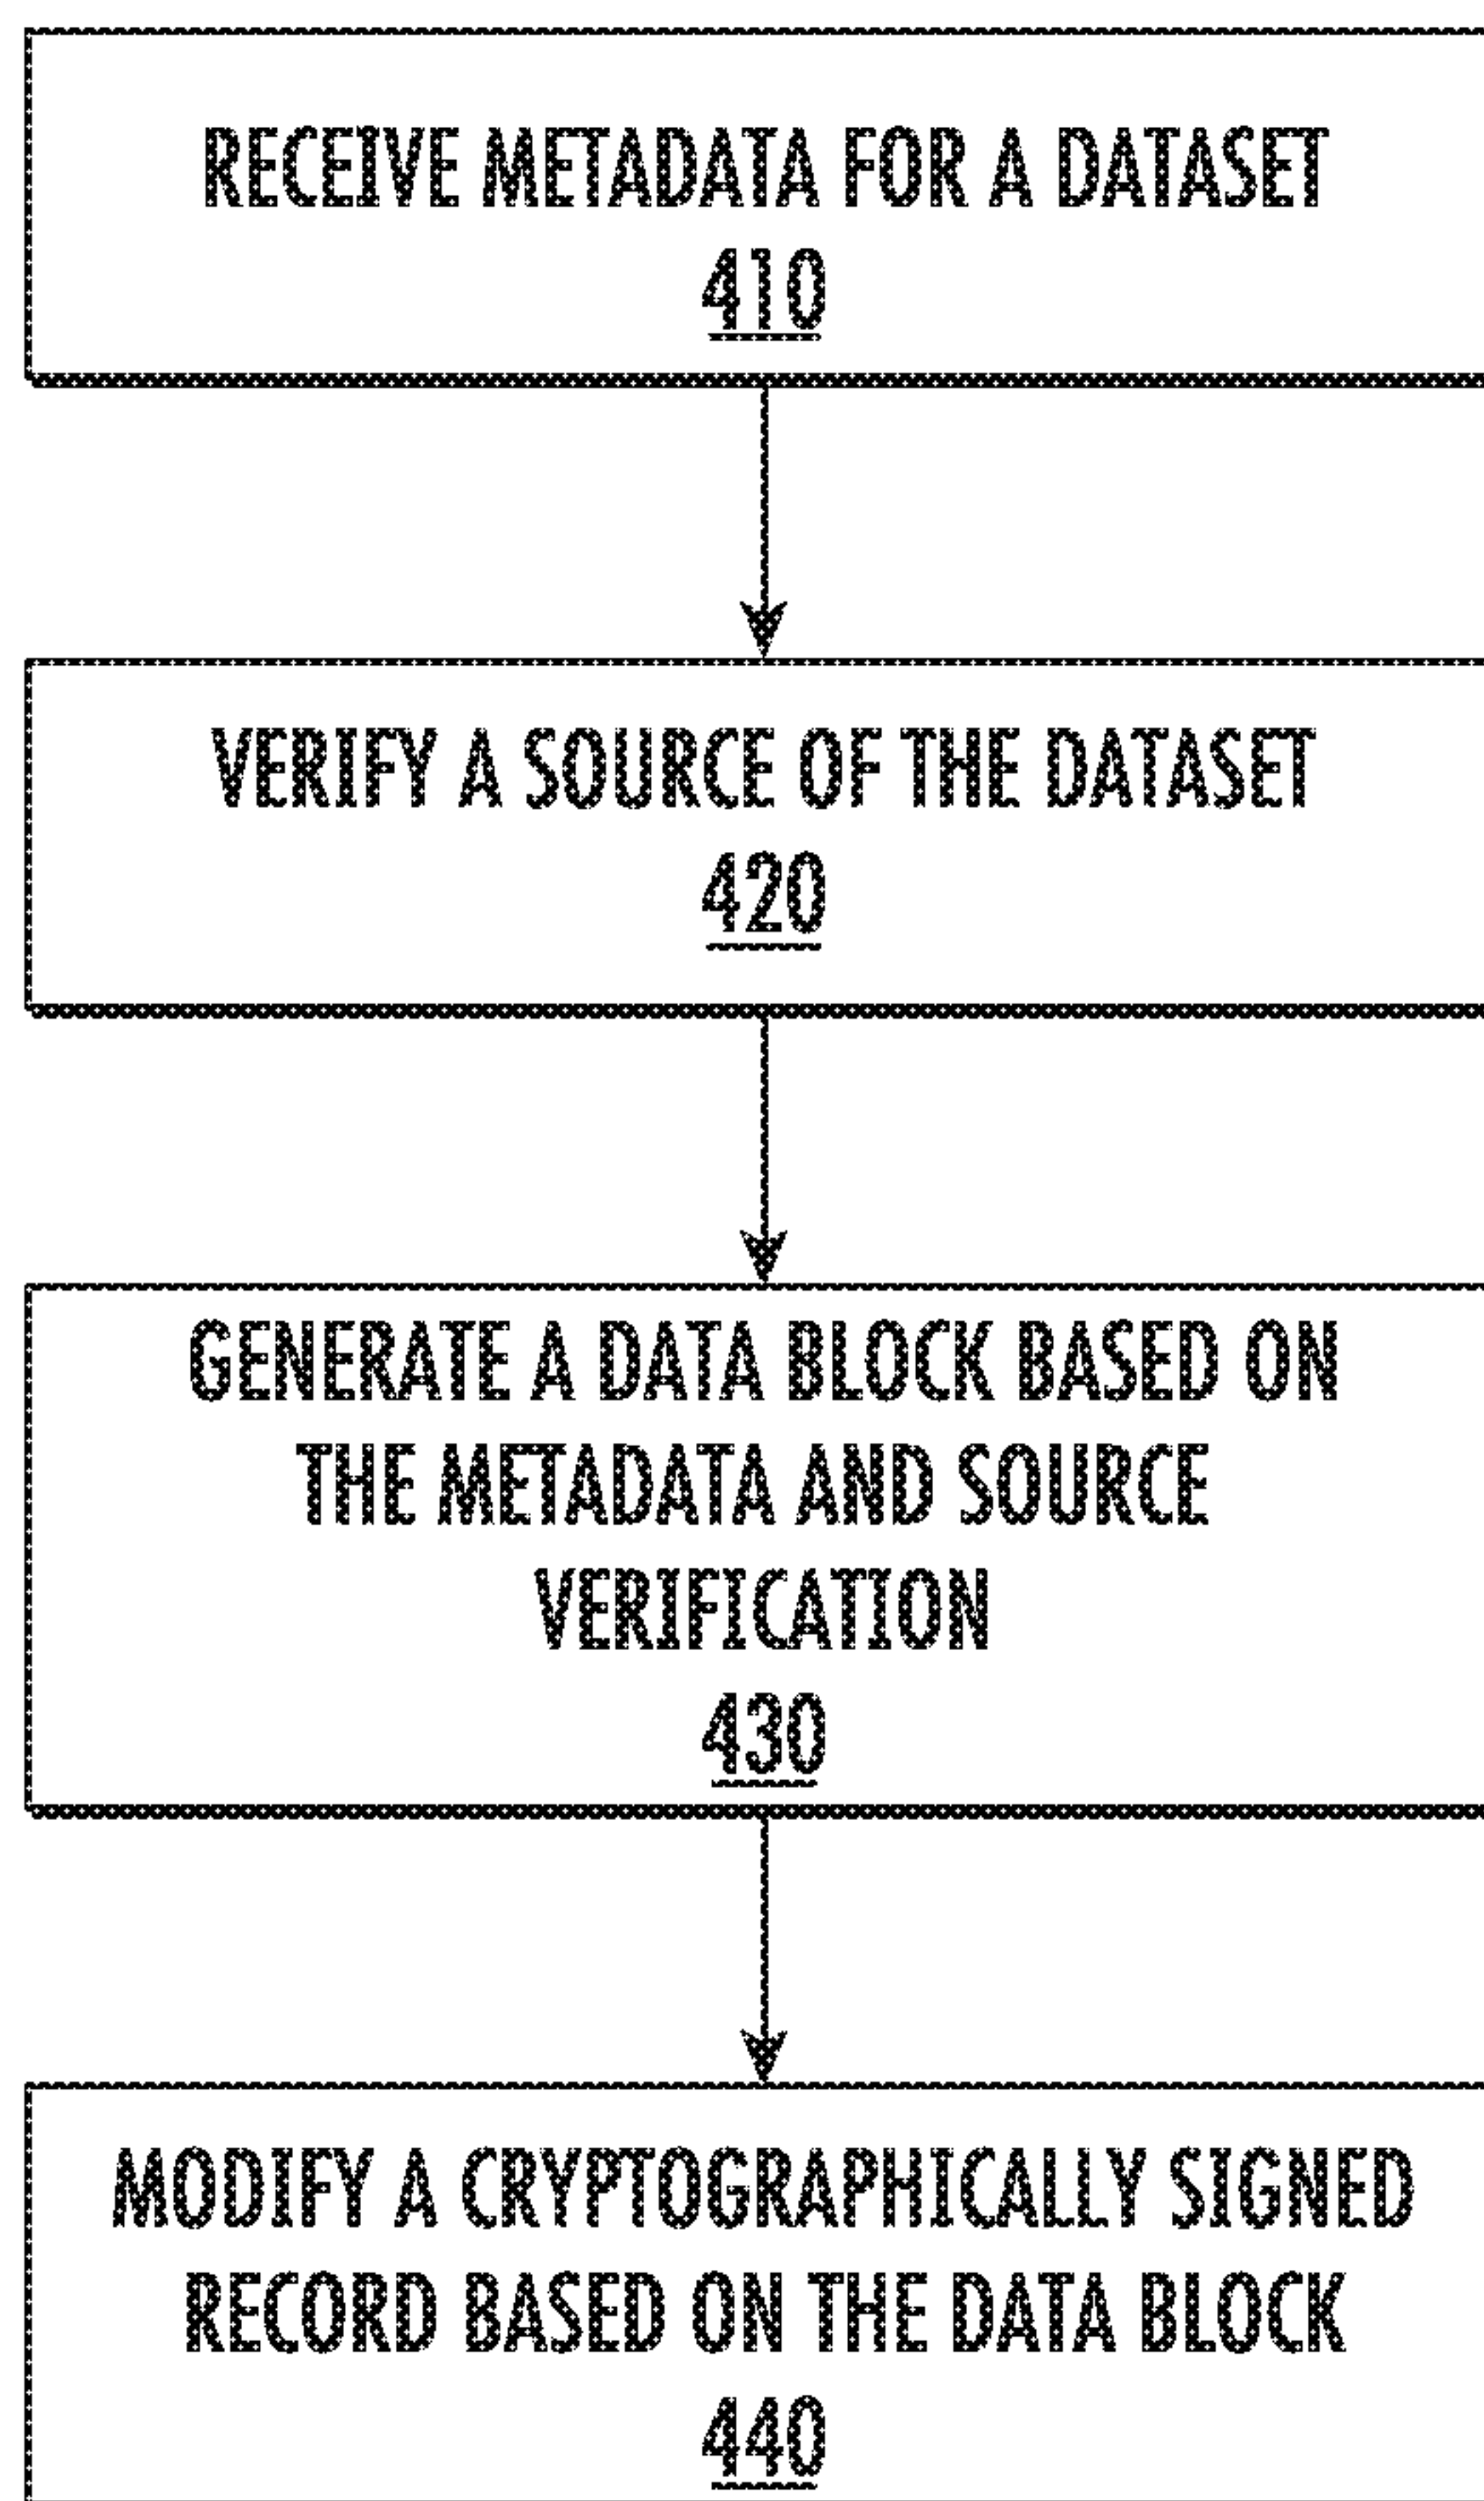 RECEIVE METADATA FOR A DATASET
410
VERIFY A SOURCE OF THE DATASET
420
GENERATE A DATA BLOCK BASED ON
THE METADATA AND SOURCE
VERIFICATION
430
MODIFY A CRYPTOGRAPHICALLY SIGNED
RECORD BASED ON THE DATA BLOCK
440